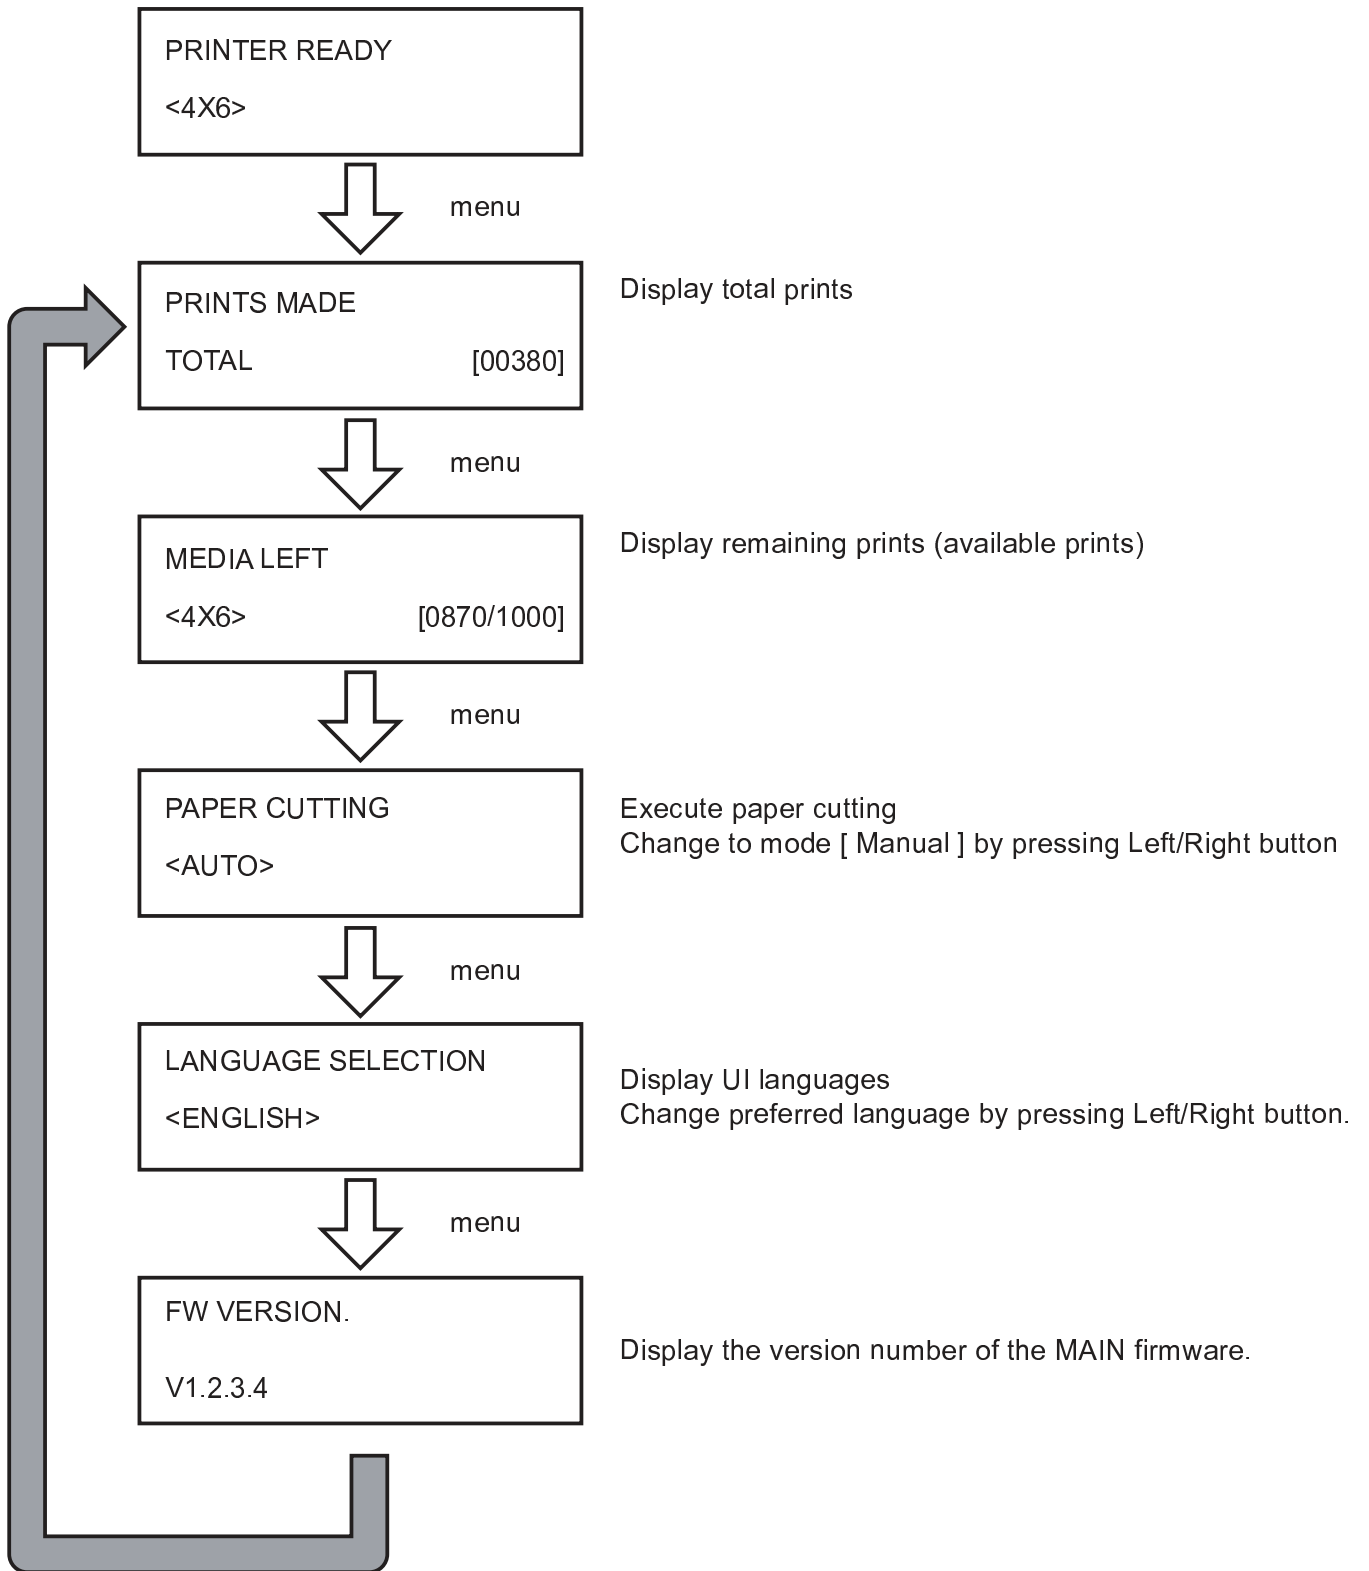 PRINTER READY
<4X6>
menu
PRINTS MADE
TOTAL [00380]
Display total prints
menu
MEDIA LEFT
<4X6> [0870/1000]
Display remaining prints (available prints)
menu
PAPER CUTTING
<AUTO>
Execute paper cutting
Change to mode [ Manual ] by pressing Left/Right button
menu
LANGUAGE SELECTION
<ENGLISH>
Display UI languages
Change preferred language by pressing Left/Right button.
menu
FW VERSION.
V1.2.3.4
Display the version number of the MAIN firmware.